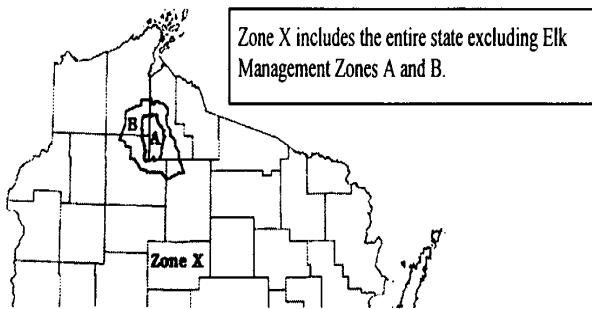 Zone X includes the entire state excluding Elk
Management Zones A and B.
B
A
Zone X